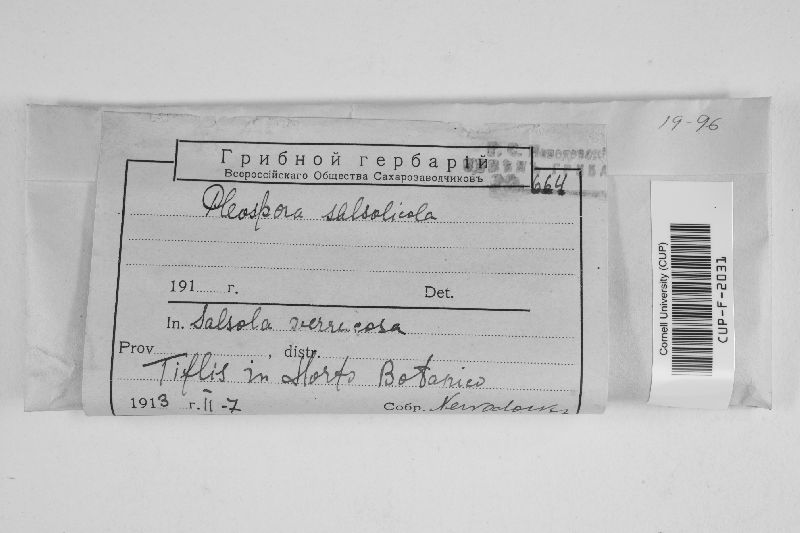 19-96
Грибной гербарій
Всероссійскаго Общества Сахарозаводчиковъ
664
Pleospora salsolicola
191 г. Det.
In. Salsola verrucosa
Prov. distr.
Tiflis in Horto Botanico
1913 г. II -7 Собр.
Cornell University (CUP)
CUP-F-2031